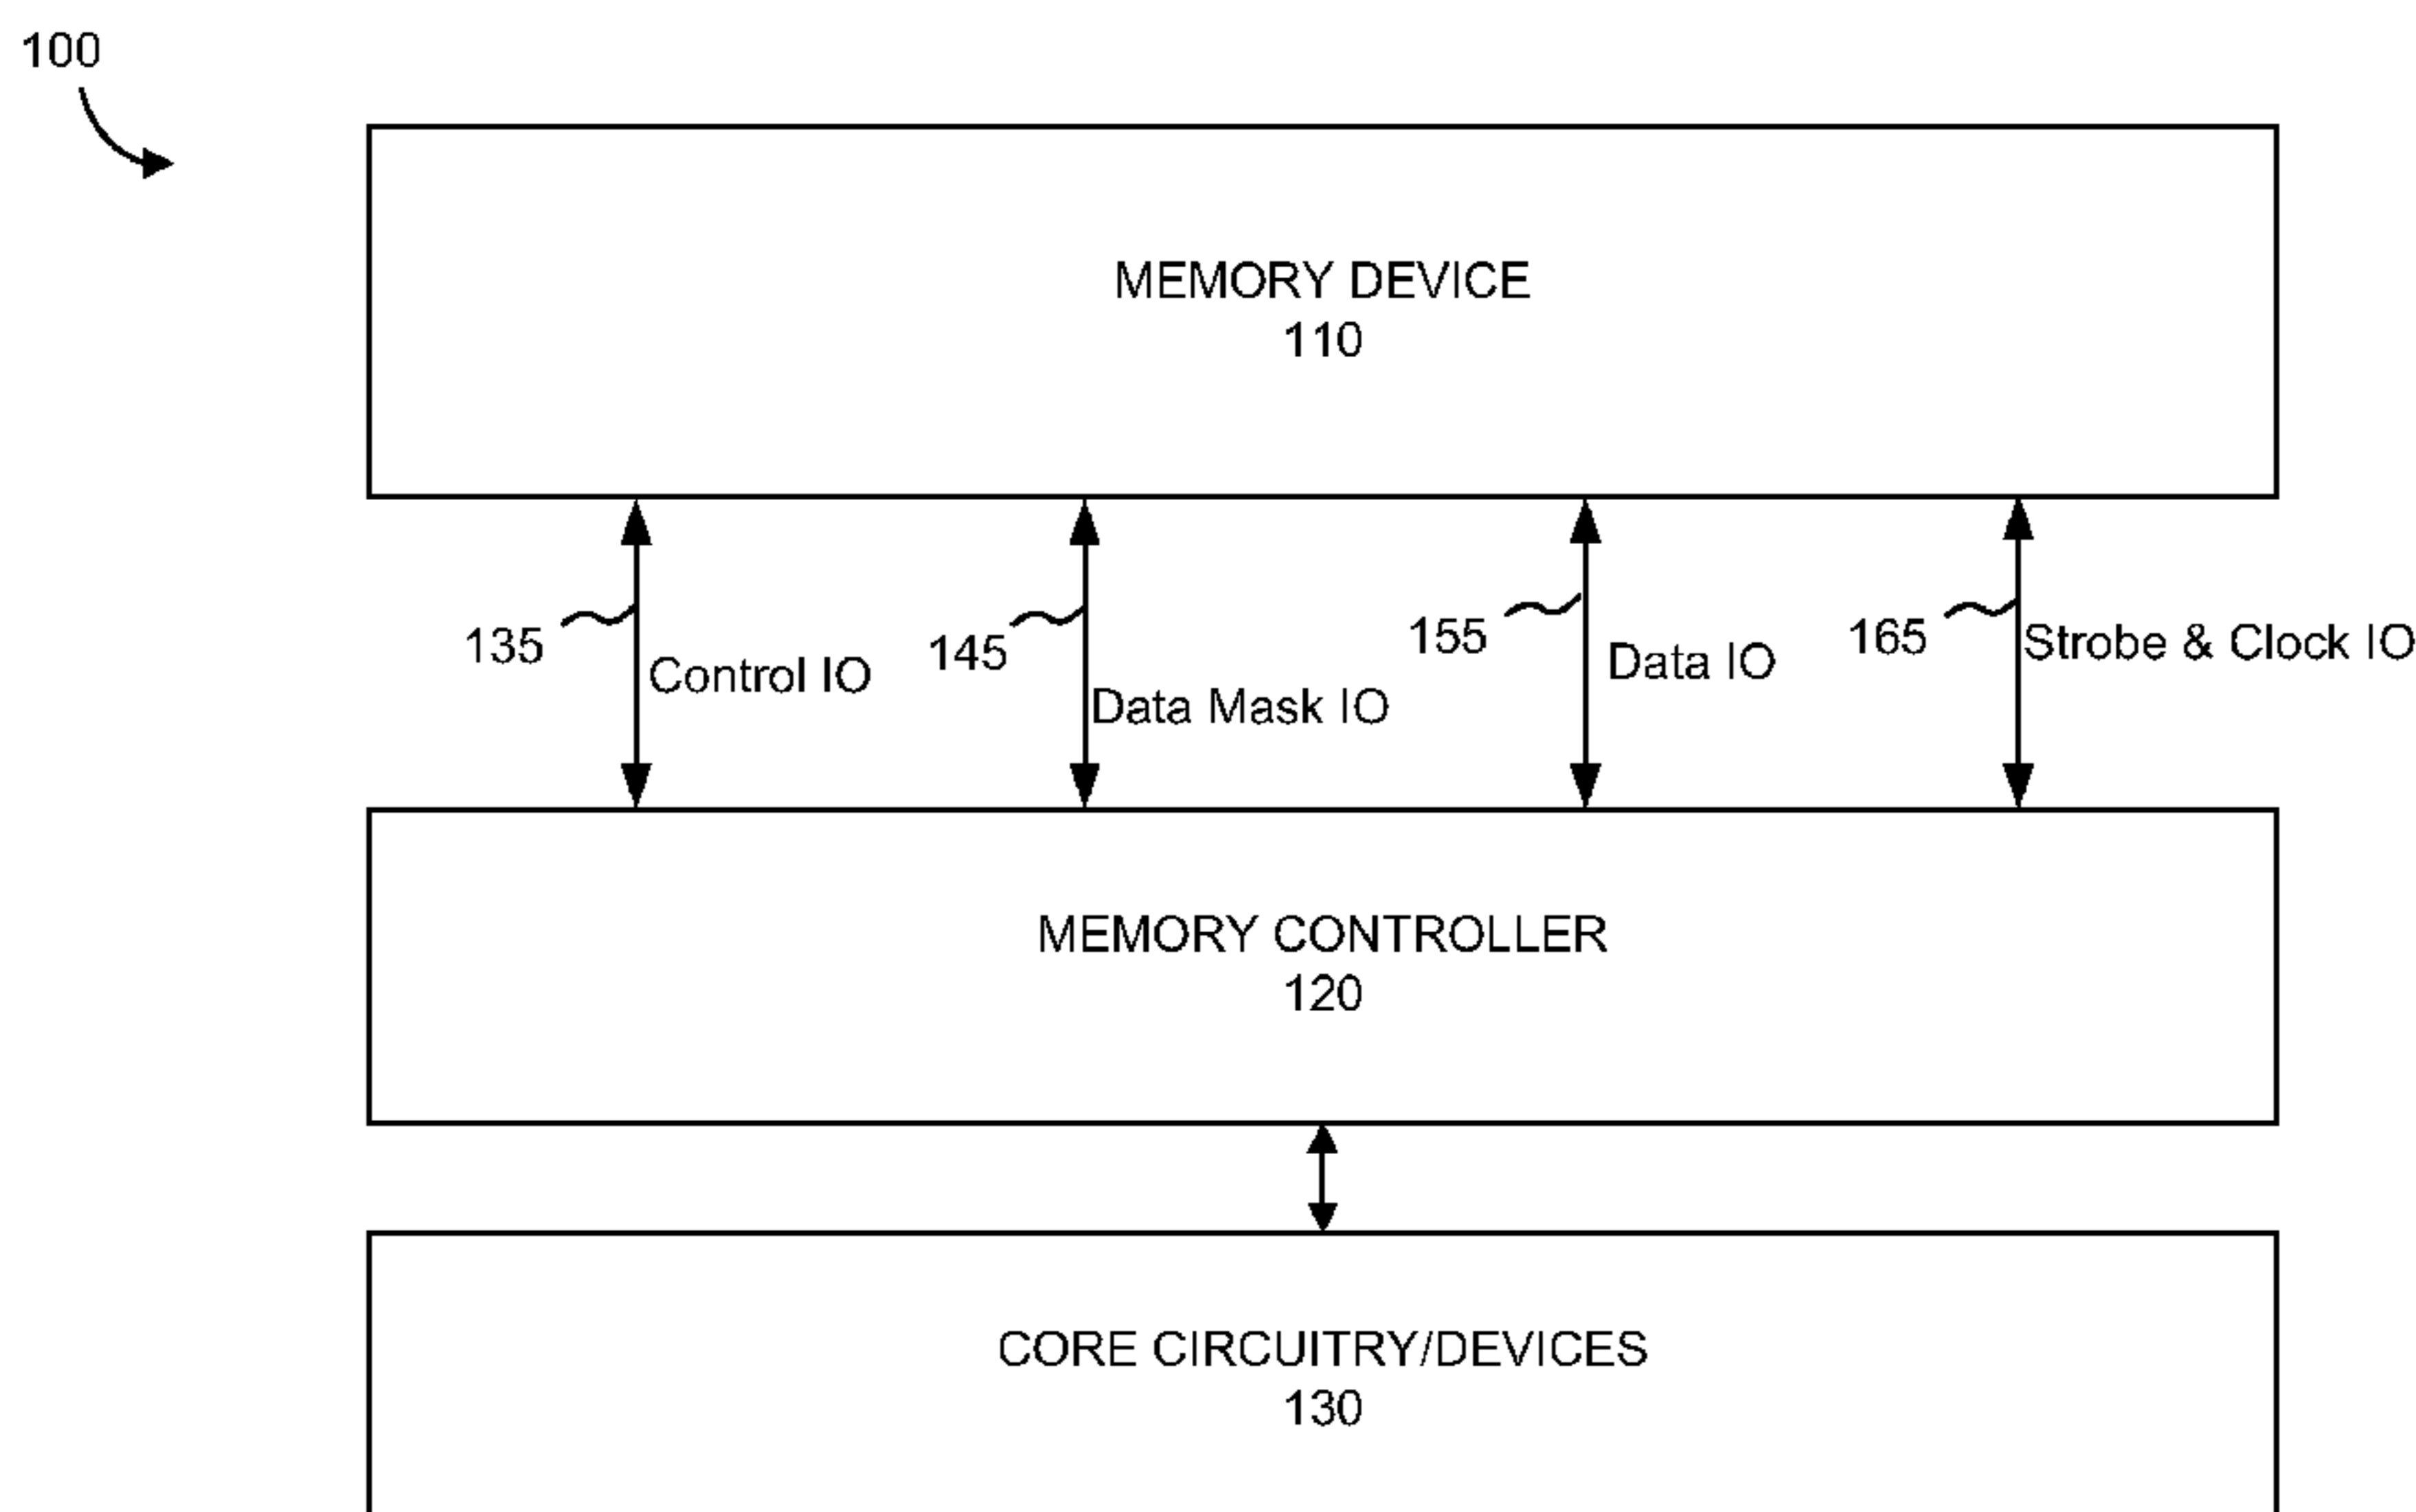 100
MEMORY DEVICE
110
135
Control IO
145
Data Mask IO
155
Data IO
165
Strobe & Clock IO
MEMORY CONTROLLER
120
CORE CIRCUITRY/DEVICES
130